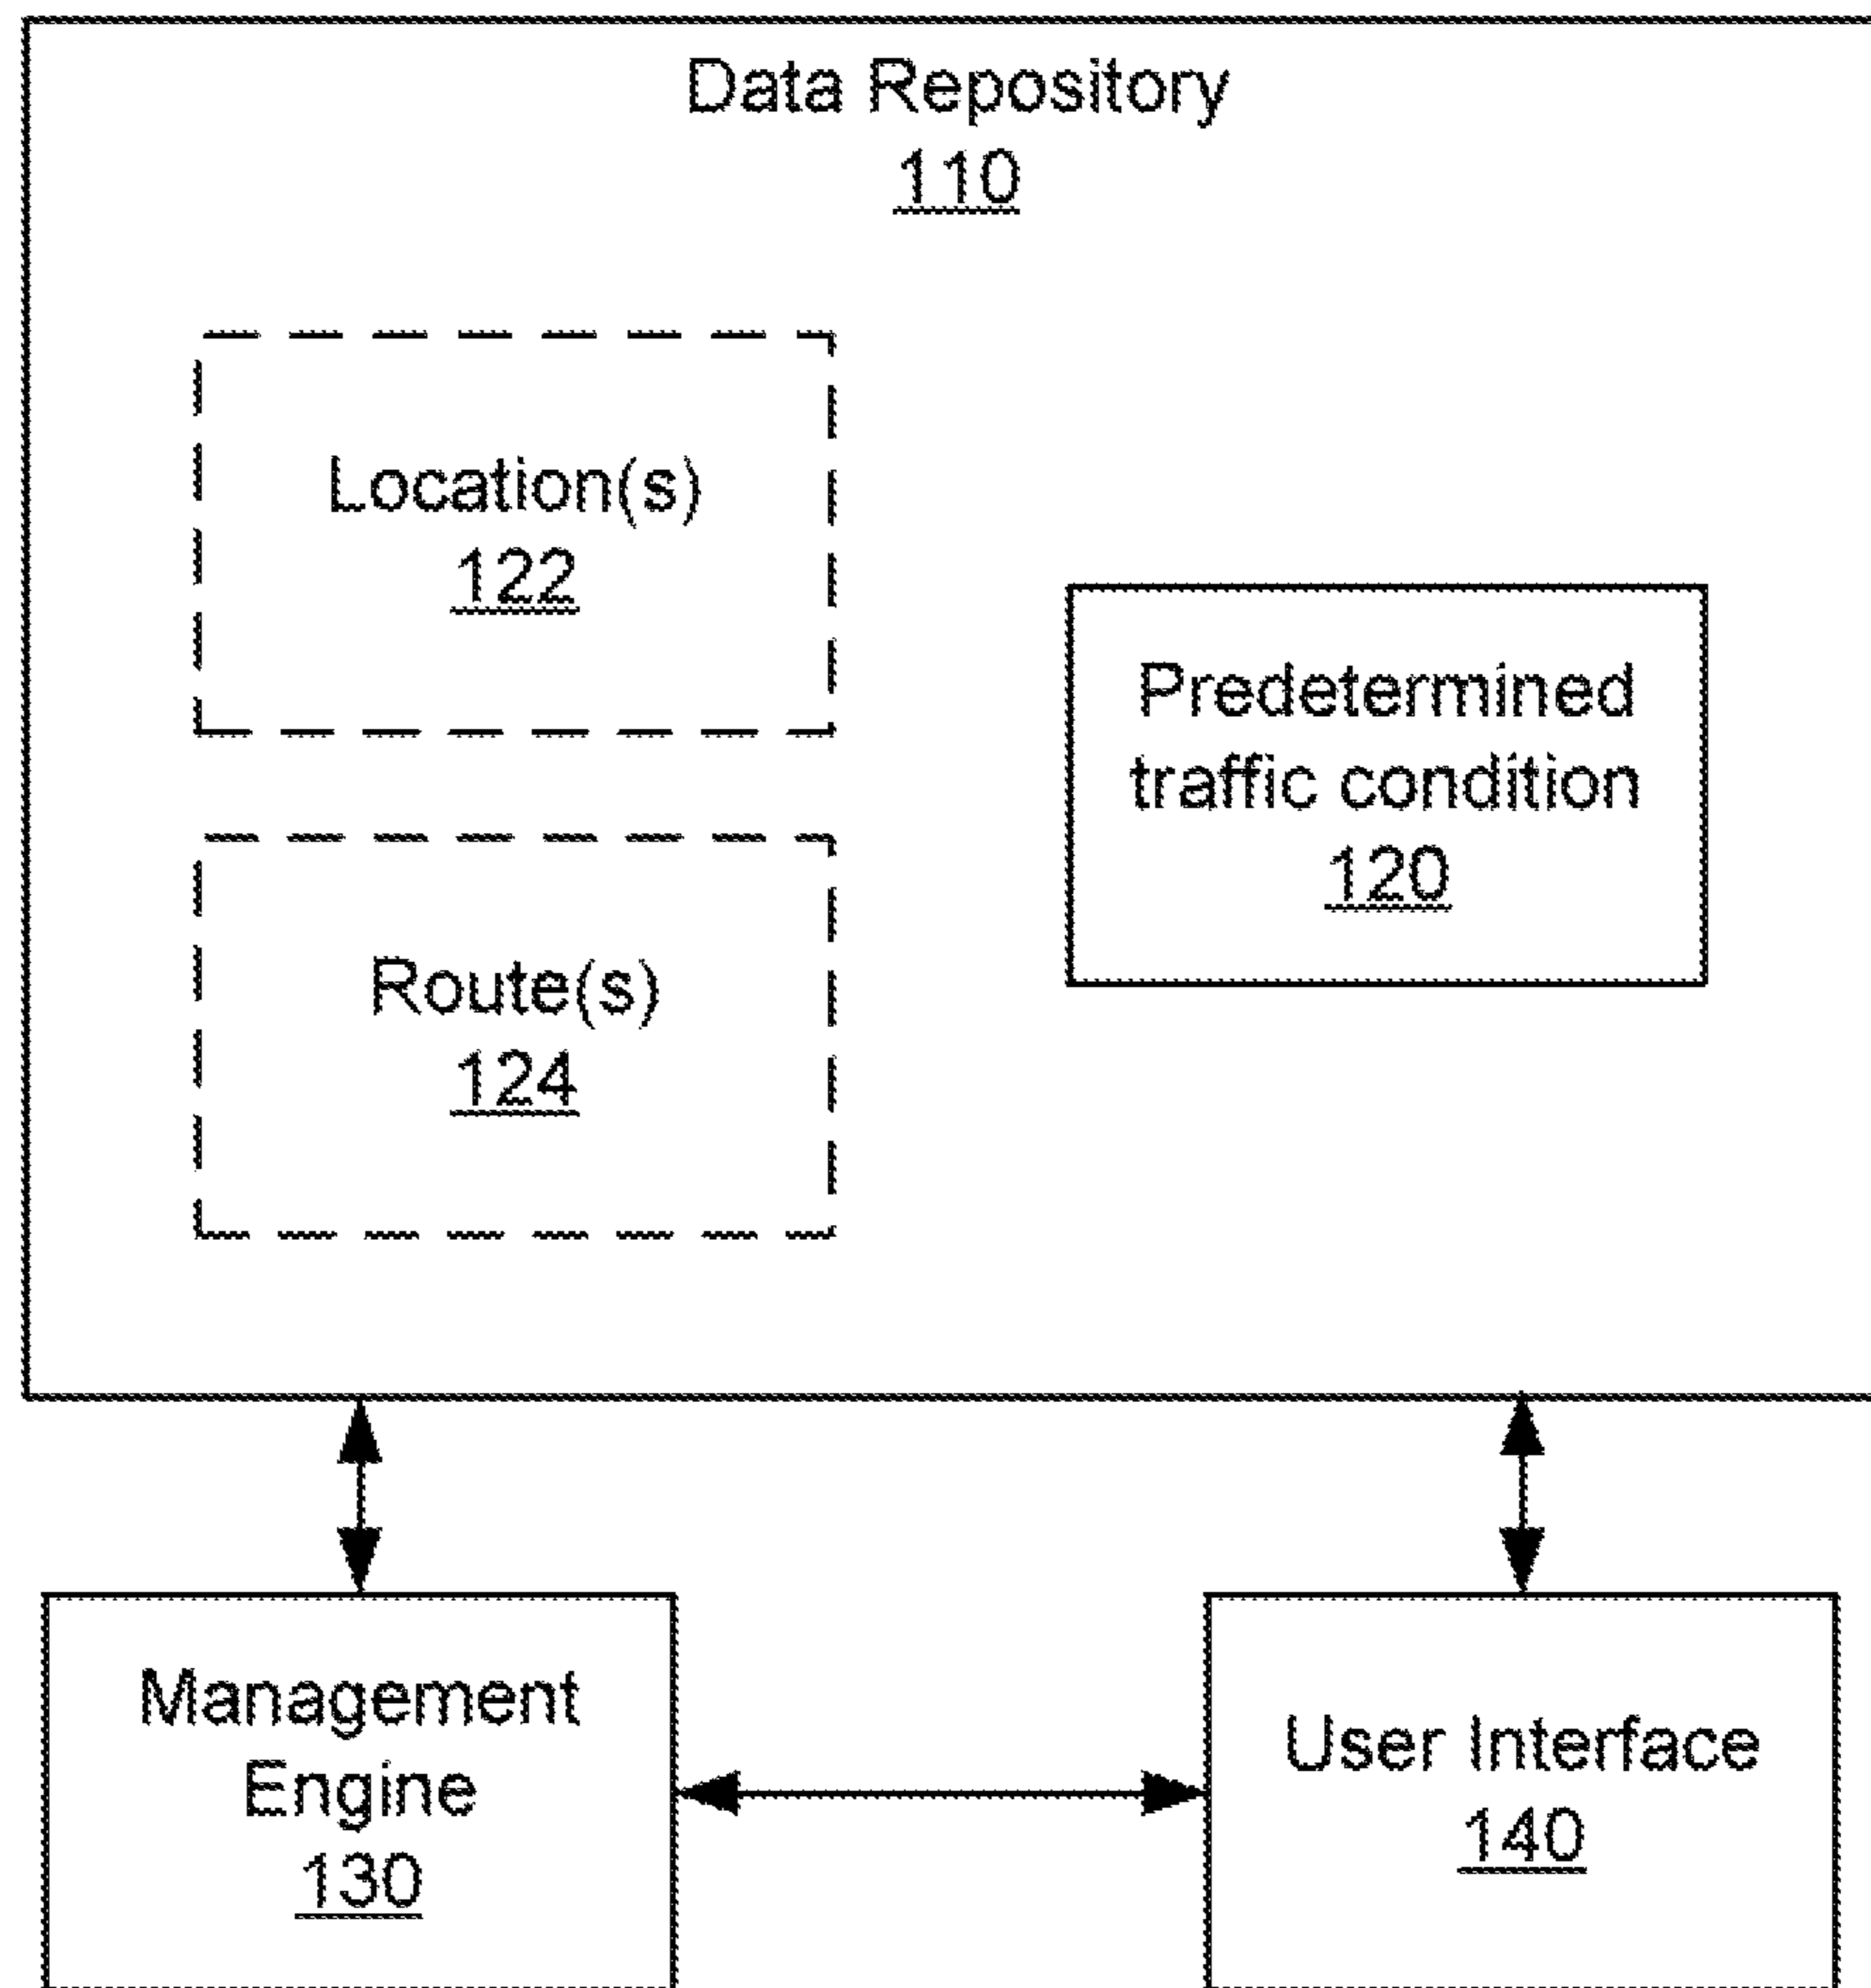 Data Repository
110
Location(s)
122
Predetermined
traffic condition
120
Route(s)
124
Management
Engine
130
User Interface
140